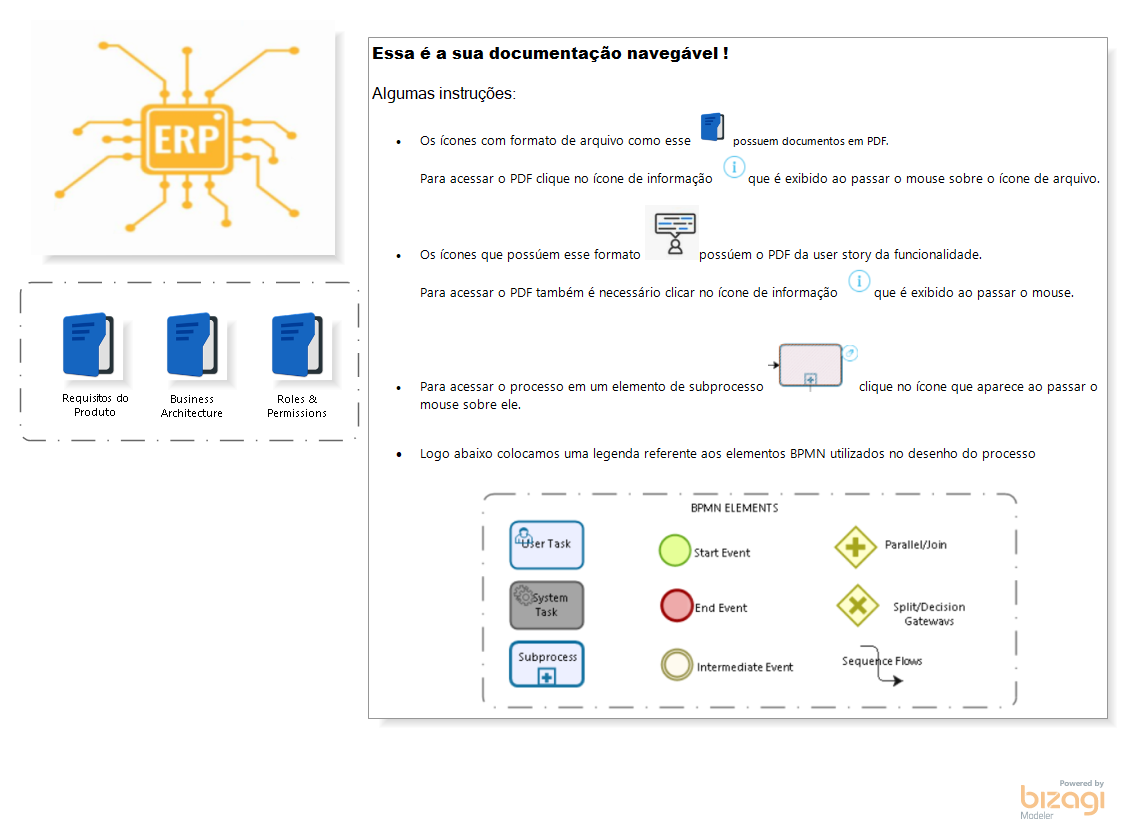 ERP
Requisitos do
Produto
Business
Architecture
Roles &
Permissions
Essa é a sua documentação navegável !
Algumas instruções:
• Os ícones com formato de arquivo como esse possuem documentos em PDF.
Para acessar o PDF clique no ícone de informação i que é exibido ao passar o mouse sobre o ícone de arquivo.
• Os ícones que possúem esse formato possúem o PDF da user story da funcionalidade.
Para acessar o PDF também é necessário clicar no ícone de informação i que é exibido ao passar o mouse.
• Para acessar o processo em um elemento de subprocesso clique no ícone que aparece ao passar o
mouse sobre ele.
• Logo abaixo colocamos uma legenda referente aos elementos BPMN utilizados no desenho do processo
BPMN ELEMENTS
User Task
Start Event
Parallel/Join
System
Task
End Event
Split/Decision
Gateways
Subprocess
Intermediate Event
Sequence Flows
Powered by
bizagi
Modeler